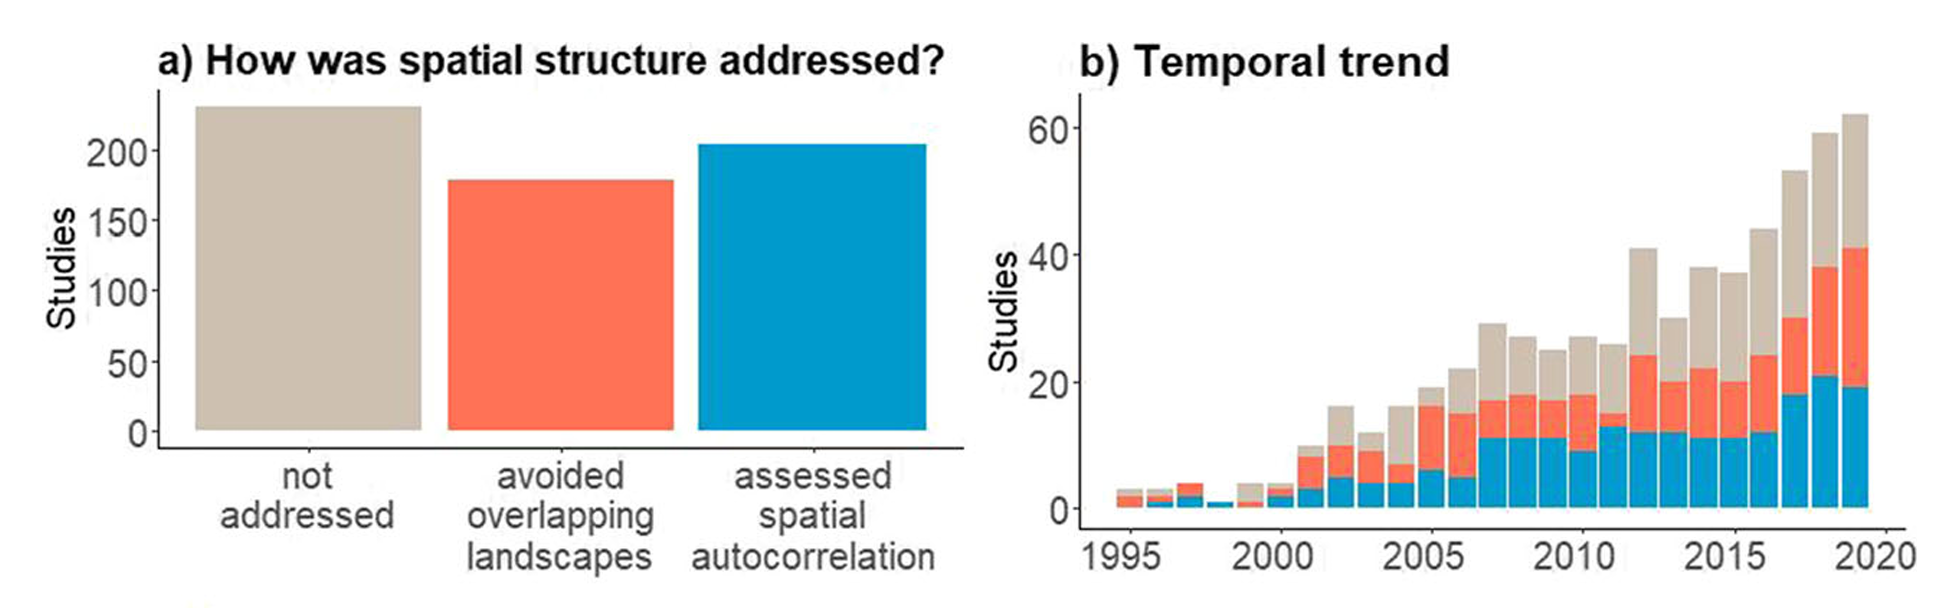 a) How was spatial structure addressed?
Studies
200
150
100
50
0
not
addressed
avoided
overlapping
landscapes
assessed
spatial
autocorrelation
b) Temporal trend
Studies
60
40
20
0
1995
2000
2005
2010
2015
2020